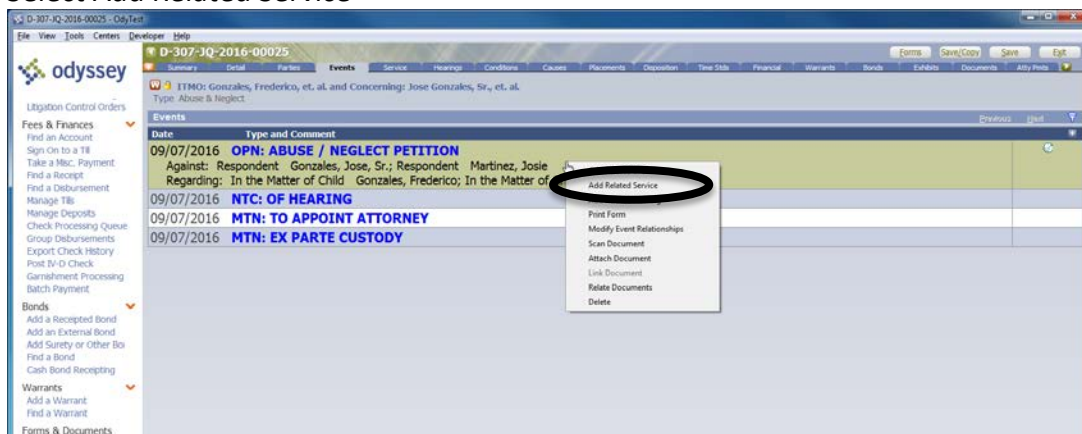 Select Add Related Service
D-307-JQ-2016-00025 - OdyTest
File View Tools Centers Developer Help
odyssey
D-307-JQ-2016-00025
Forms Save/Copy Save Exit
Summary Detail Parties Events Service Hearings Conditions Causes Placements Disposition Time Stds Financial Warrants Bonds Exhibits Documents Atty Pmts
ITMO: Gonzales, Frederico, et. al. and Concerning: Jose Gonzales, Sr., et. al.
Type Abuse & Neglect
Events
Previous Next
Date Type and Comment
09/07/2016 OPN: ABUSE / NEGLECT PETITION
Against: Respondent Gonzales, Jose, Sr.; Respondent Martinez, Josie
Regarding: In the Matter of Child Gonzales, Frederico; In the Matter of
09/07/2016 NTC: OF HEARING
09/07/2016 MTN: TO APPOINT ATTORNEY
09/07/2016 MTN: EX PARTE CUSTODY
Add Related Service
Print Form
Modify Event Relationships
Scan Document
Attach Document
Link Document
Relate Documents
Delete
Litigation Control Orders
Fees & Finances
Find an Account
Sign On to a Till
Take a Misc. Payment
Find a Receipt
Find a Disbursement
Manage Tills
Manage Deposits
Check Processing Queue
Group Disbursements
Export Check History
Post IV-D Check
Garnishment Processing
Batch Payment
Bonds
Add a Receipted Bond
Add an External Bond
Add Surety or Other Bo
Find a Bond
Cash Bond Receipting
Warrants
Add a Warrant
Find a Warrant
Forms & Documents